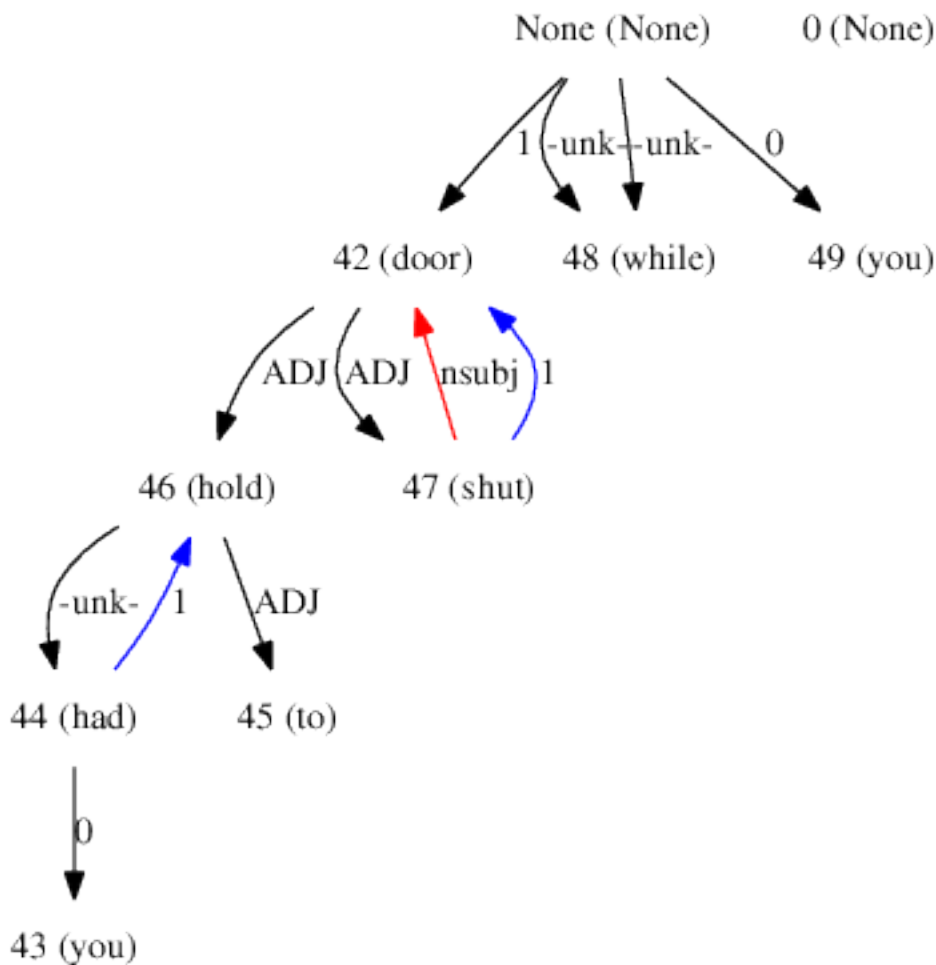 None (None) 0 (None)
1 -unk- -unk- 0
42 (door) 48 (while) 49 (you)
ADJ ADJ nsubj 1
46 (hold) 47 (shut)
-unk- 1 ADJ
44 (had) 45 (to)
0
43 (you)